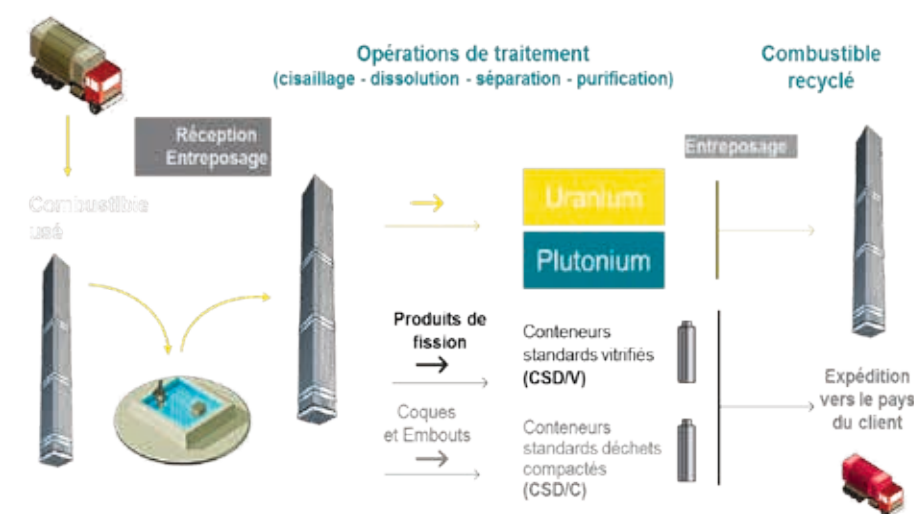 Opérations de traitement
(cisaillage - dissolution - séparation - purification)
Combustible
recyclé
Réception
Entreposage
Entreposage
Combustible
usé
Uranium
Plutonium
Produits de
fission
Conteneurs
standards vitrifiés
(CSD/V)
Coques
et Embouts
Conteneurs
standards déchets
compactés
(CSD/C)
Expédition
vers le pays
du client